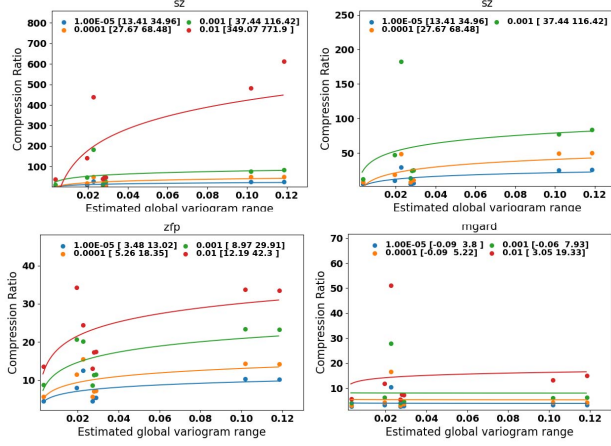 sz
1.00E-05 [13.41 34.96] 0.001 [ 37.44 116.42]
0.0001 [27.67 68.48] 0.01 [349.07 771.9 ]
Compression Ratio
800
700
600
500
400
300
200
100
0.02 0.04 0.06 0.08 0.10 0.12
Estimated global variogram range
sz
1.00E-05 [13.41 34.96] 0.001 [ 37.44 116.42]
0.0001 [27.67 68.48]
Compression Ratio
250
200
150
100
50
0.02 0.04 0.06 0.08 0.10 0.12
Estimated global variogram range
zfp
1.00E-05 [ 3.48 13.02] 0.001 [ 8.97 29.91]
0.0001 [ 5.26 18.35] 0.01 [12.19 42.3 ]
Compression Ratio
40
30
20
10
0.02 0.04 0.06 0.08 0.10 0.12
Estimated global variogram range
mgard
1.00E-05 [-0.09 3.8 ] 0.001 [-0.06 7.93]
0.0001 [-0.09 5.22] 0.01 [ 3.05 19.33]
Compression Ratio
70
60
50
40
30
20
10
0.00 0.02 0.04 0.06 0.08 0.10 0.12
Estimated global variogram range